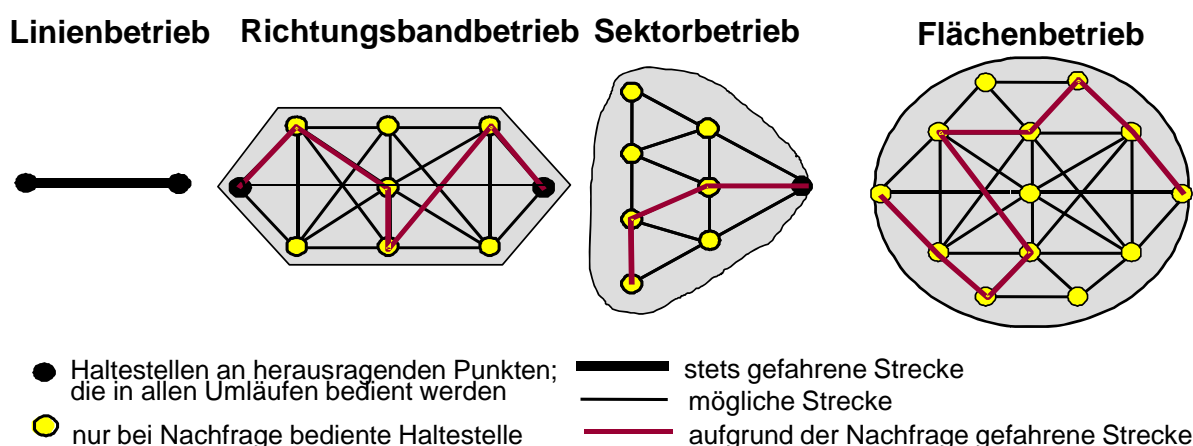 Linienbetrieb
Richtungsbandbetrieb
Sektorbetrieb
Flächenbetrieb
Haltestellen an herausragenden Punkten;
die in allen Umläufen bedient werden
nur bei Nachfrage bediente Haltestelle
stets gefahrene Strecke
mögliche Strecke
aufgrund der Nachfrage gefahrene Strecke